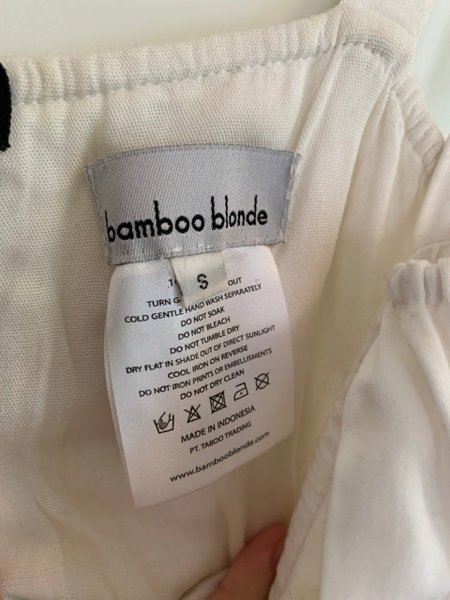 bamboo blonde
S
OUT
TURN
COLD GENTLE HAND WASH SEPARATELY
DO NOT SOAK
DO NOT BLEACH
DO NOT TUMBLE DRY
DRY FLAT IN SHADE OUT OF DIRECT SUNLIGHT
COOL IRON ON REVERSE
DO NOT IRON PRINTS OR EMBELLISHMENTS
DO NOT DRY CLEAN
MADE IN INDONESIA
PT. TABOO TRADING
www.bambooblonde.com